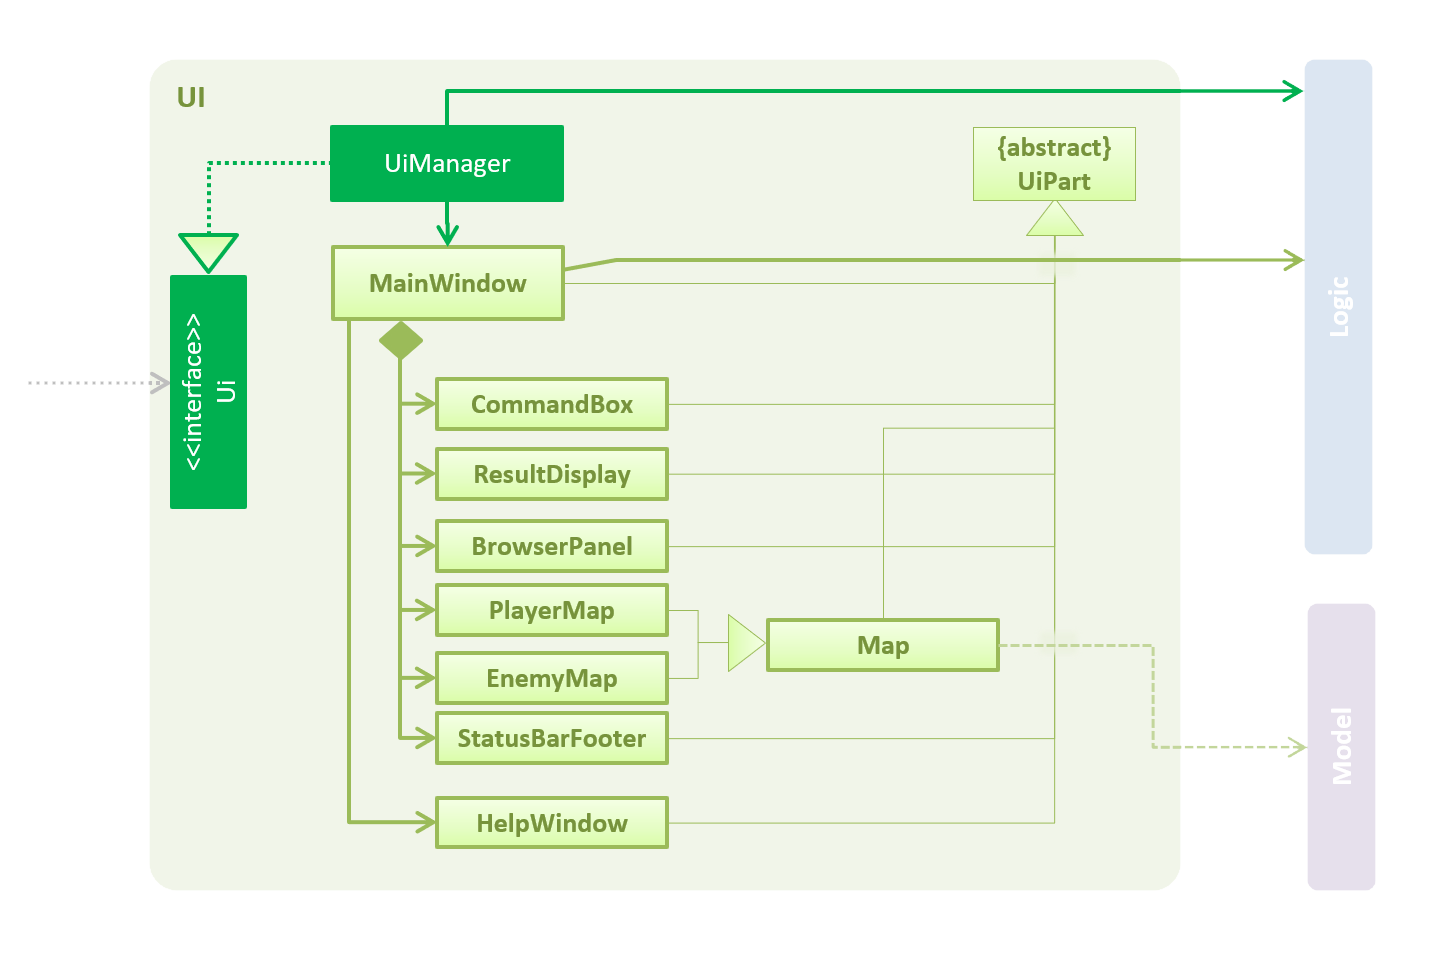 UI
UiManager
{abstract}
UiPart
MainWindow
<<interface>>
Ui
Logic
CommandBox
ResultDisplay
BrowserPanel
PlayerMap
Map
EnemyMap
StatusBarFooter
Model
HelpWindow